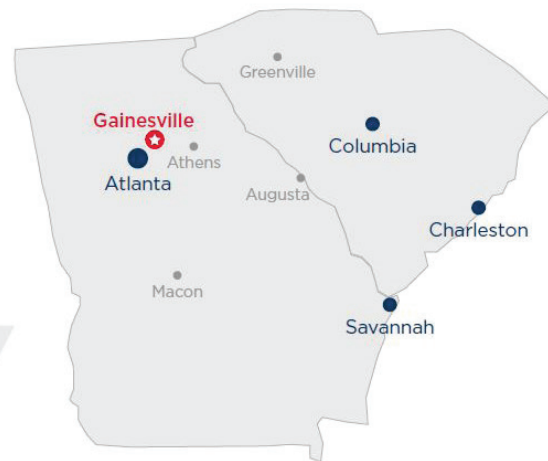 Greenville
Gainesville
Columbia
Athens
Atlanta
Augusta
Charleston
Macon
Savannah